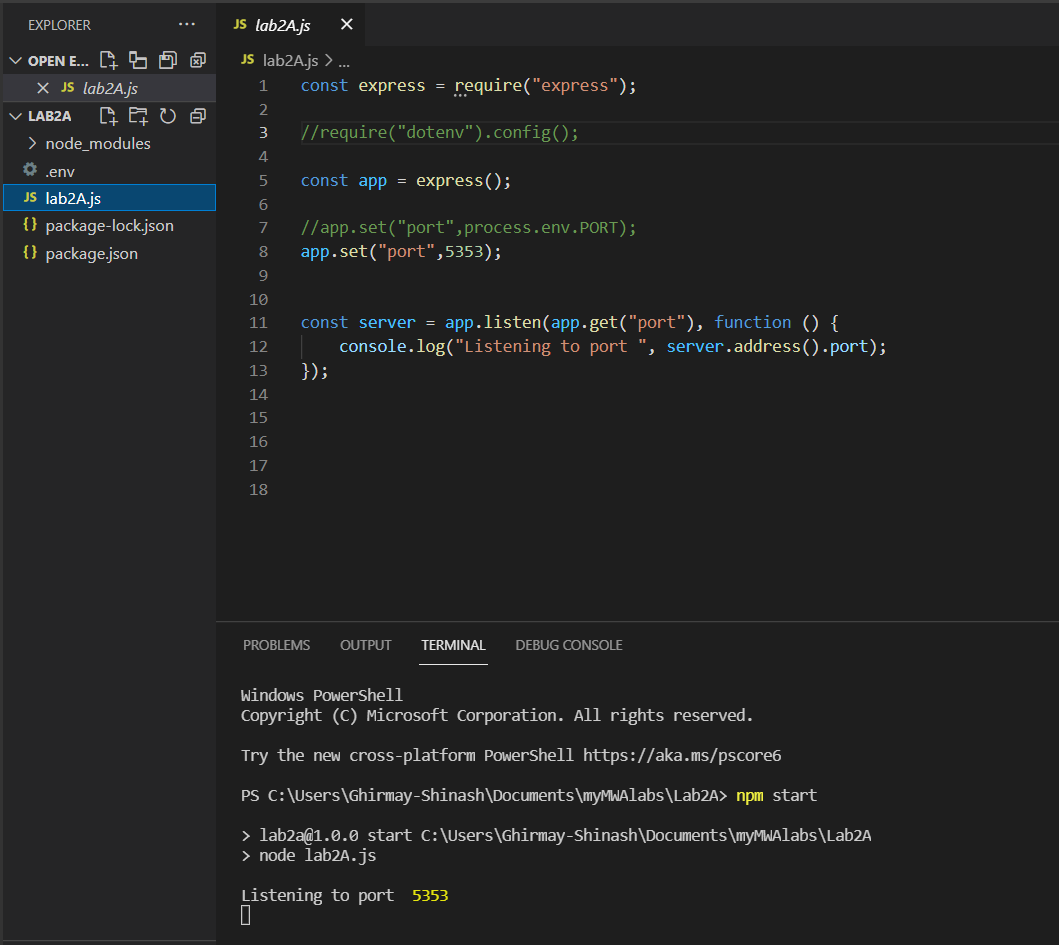 EXPLORER ...
OPEN E...
JS lab2A.js
LAB2A
node_modules
.env
JS lab2A.js
{} package-lock.json
{} package.json
JS lab2A.js
JS lab2A.js > ...
1 const express = require("express");
2
3 //require("dotenv").config();
4
5 const app = express();
6
7 //app.set("port",process.env.PORT);
8 app.set("port",5353);
9
10
11 const server = app.listen(app.get("port"), function () {
12 console.log("Listening to port ", server.address().port);
13 });
14
15
16
17
18
PROBLEMS OUTPUT TERMINAL DEBUG CONSOLE
Windows PowerShell
Copyright (C) Microsoft Corporation. All rights reserved.
Try the new cross-platform PowerShell https://aka.ms/pscore6
PS C:\Users\Ghirmay-Shinash\Documents\myMWAlabs\Lab2A> npm start
> lab2a@1.0.0 start C:\Users\Ghirmay-Shinash\Documents\myMWAlabs\Lab2A
> node lab2A.js
Listening to port  5353